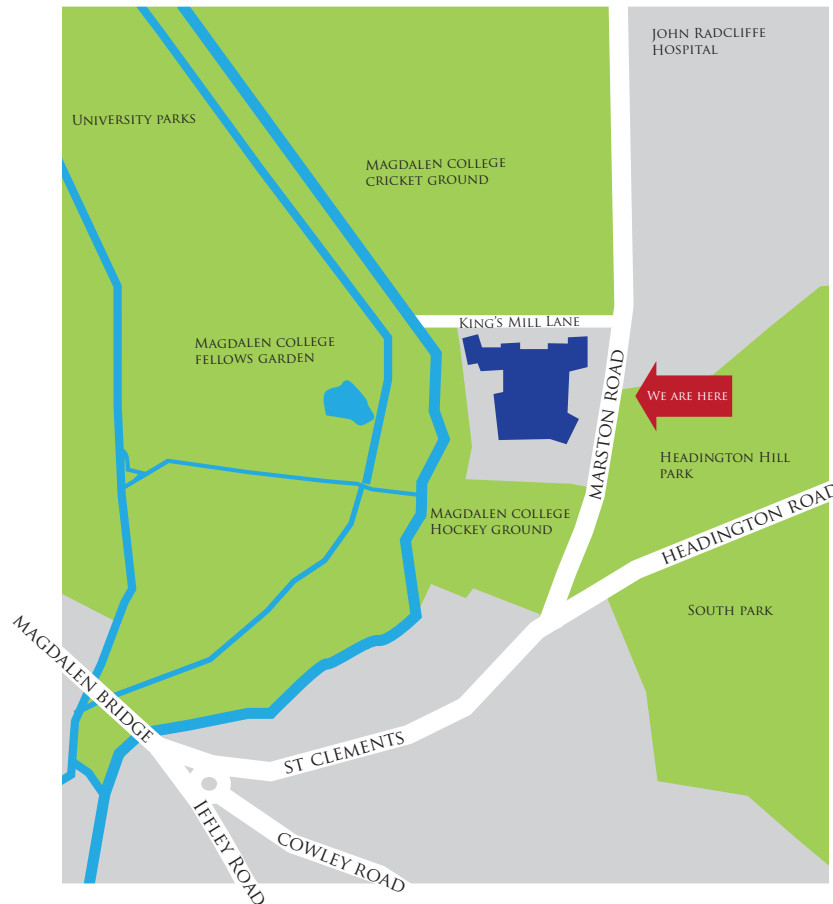 John Radcliffe
Hospital
University parks
Magdalen college
cricket ground
King's Mill Lane
Magdalen college
fellows garden
We are here
Marston Road
Headington Hill
park
Headington Road
Magdalen college
Hockey ground
South park
Magdalen Bridge
St Clements
Iffley Road
Cowley Road